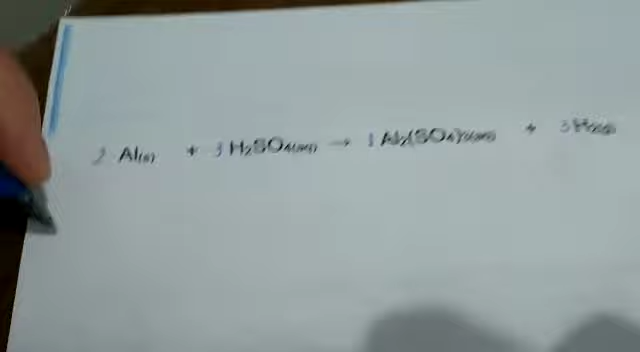 2 Al(s) + 3 H2SO4(aq) → 1 Al2(SO4)3(aq) + 3 H2(g)